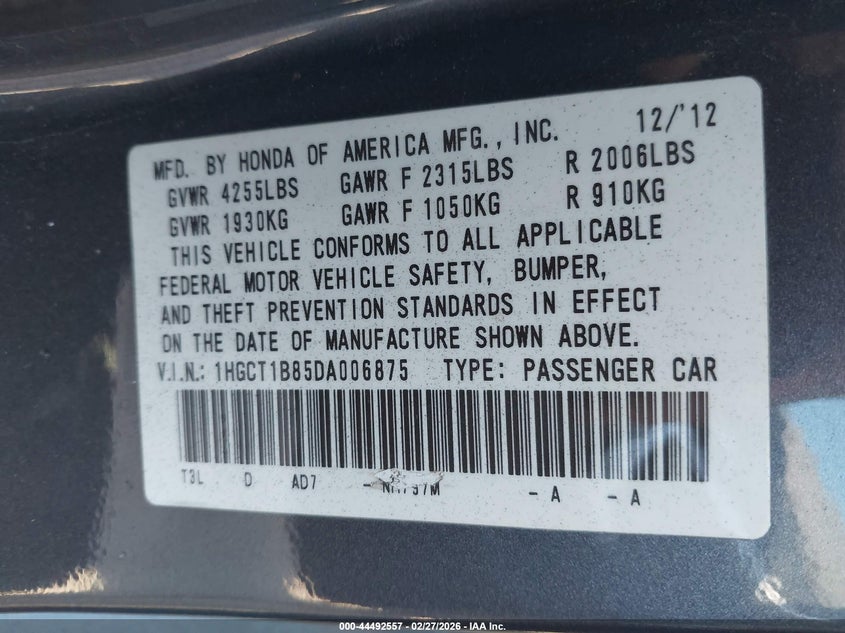 MFD. BY HONDA OF AMERICA MFG., INC. 12/'12
GVWR 4255LBS GAWR F 2315LBS R 2006LBS
GVWR 1930KG GAWR F 1050KG R 910KG
THIS VEHICLE CONFORMS TO ALL APPLICABLE
FEDERAL MOTOR VEHICLE SAFETY, BUMPER,
AND THEFT PREVENTION STANDARDS IN EFFECT
ON THE DATE OF MANUFACTURE SHOWN ABOVE.
V.I.N.: 1HGCT1B85DA006875 TYPE: PASSENGER CAR
T3L D AD7 - - A - A
000-44492557 - 02/27/2026 - IAA Inc.